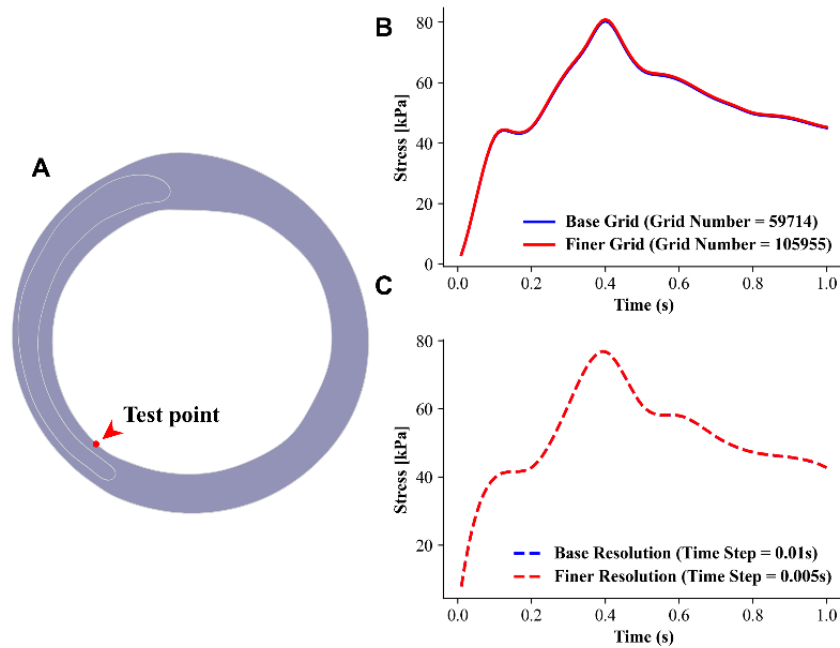 A
Test point
B
Stress [kPa]
80
60
40
20
0
Base Grid (Grid Number = 59714)
Finer Grid (Grid Number = 105955)
0.0 0.2 0.4 0.6 0.8 1.0
Time (s)
C
Stress [kPa]
80
60
40
20
Base Resolution (Time Step = 0.01s)
Finer Resolution (Time Step = 0.005s)
0.0 0.2 0.4 0.6 0.8 1.0
Time (s)